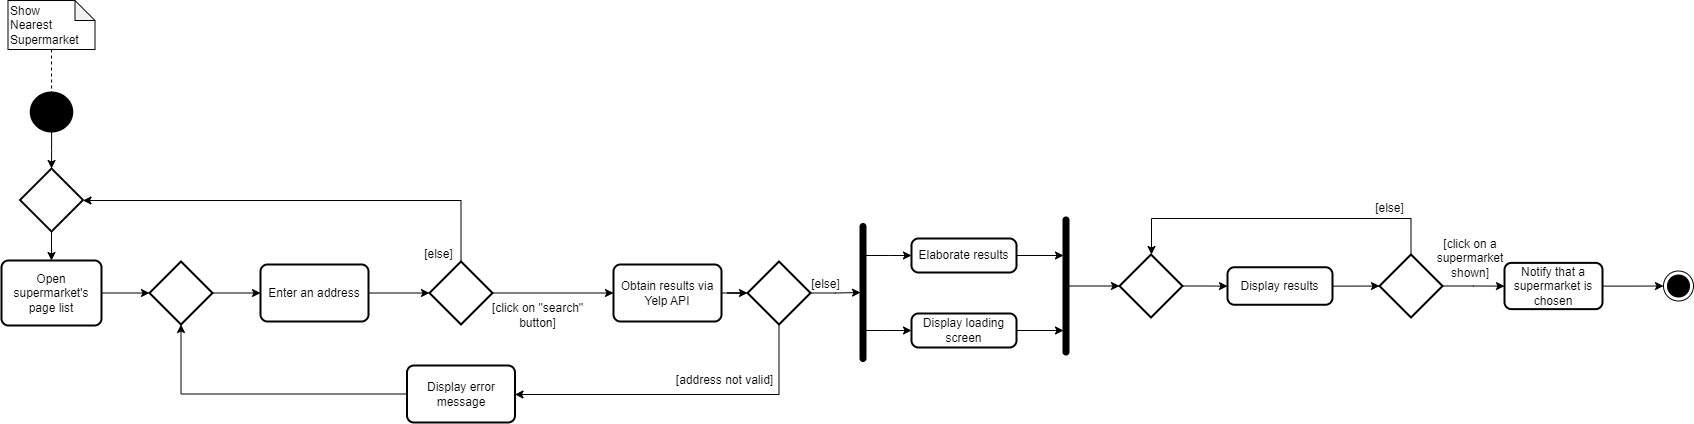 Show
Nearest
Supermarket
[else]
[else]
[click on a
supermarket
shown]
Open
supermarket's
page list
Enter an address
[else]
[click on "search"
button]
Obtain results via
Yelp API
[else]
Elaborate results
Display loading
screen
Display results
Notify that a
supermarket is
chosen
Display error
message
[address not valid]